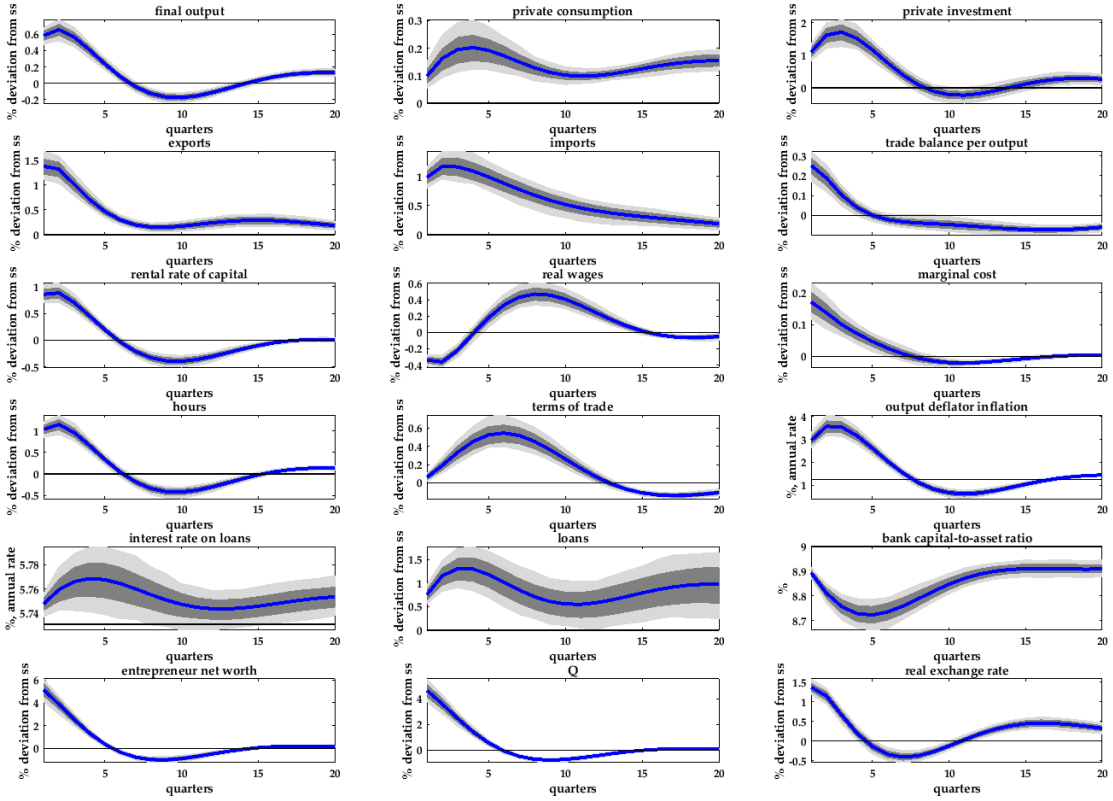 final output
private consumption
private investment
% deviation from ss
0.6
0.4
0.2
0
-0.2
5
10
15
20
quarters
% deviation from ss
0.3
0.2
0.1
0
5
10
15
20
quarters
% deviation from ss
2
1
0
5
10
15
20
quarters
exports
imports
trade balance per output
% deviation from ss
1.5
1
0.5
0
5
10
15
20
quarters
% deviation from ss
1.5
1
0.5
0
5
10
15
20
quarters
% deviation from ss
0.3
0.2
0.1
0
5
10
15
20
quarters
rental rate of capital
real wages
marginal cost
% deviation from ss
1
0.5
0
-0.5
5
10
15
20
quarters
% deviation from ss
0.6
0.4
0.2
0
-0.2
-0.4
5
10
15
20
quarters
% deviation from ss
0.2
0.1
0
5
10
15
20
quarters
hours
terms of trade
output deflator inflation
% deviation from ss
1
0.5
0
-0.5
5
10
15
20
quarters
% deviation from ss
0.6
0.4
0.2
0
5
10
15
20
quarters
%, annual rate
4
3
2
1
5
10
15
20
quarters
interest rate on loans
loans
bank capital-to-asset ratio
%, annual rate
5.78
5.76
5.74
5
10
15
20
quarters
% deviation from ss
1.5
1
0.5
0
5
10
15
20
quarters
%
9
8.9
8.8
8.7
5
10
15
20
quarters
entrepreneur net worth
Q
real exchange rate
% deviation from ss
6
4
2
0
5
10
15
20
quarters
% deviation from ss
4
2
0
5
10
15
20
quarters
% deviation from ss
1.5
1
0.5
0
-0.5
5
10
15
20
quarters